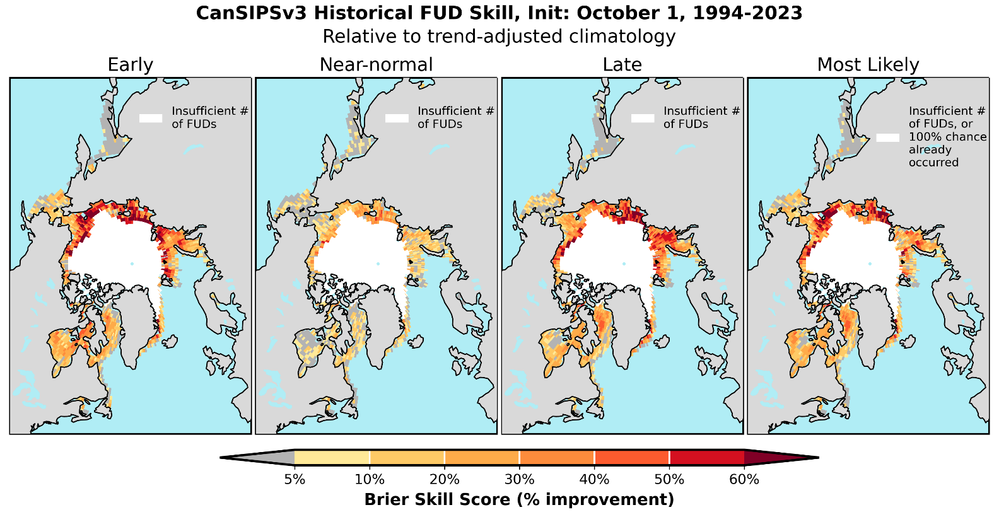 CanSIPSv3 Historical FUD Skill, Init: October 1, 1994-2023
Relative to trend-adjusted climatology
Early
Near-normal
Late
Most Likely
Insufficient #
of FUDs
Insufficient #
of FUDs
Insufficient #
of FUDs
Insufficient #
of FUDs, or
100% chance
already
occurred
5%
10%
20%
30%
40%
50%
60%
Brier Skill Score (% improvement)